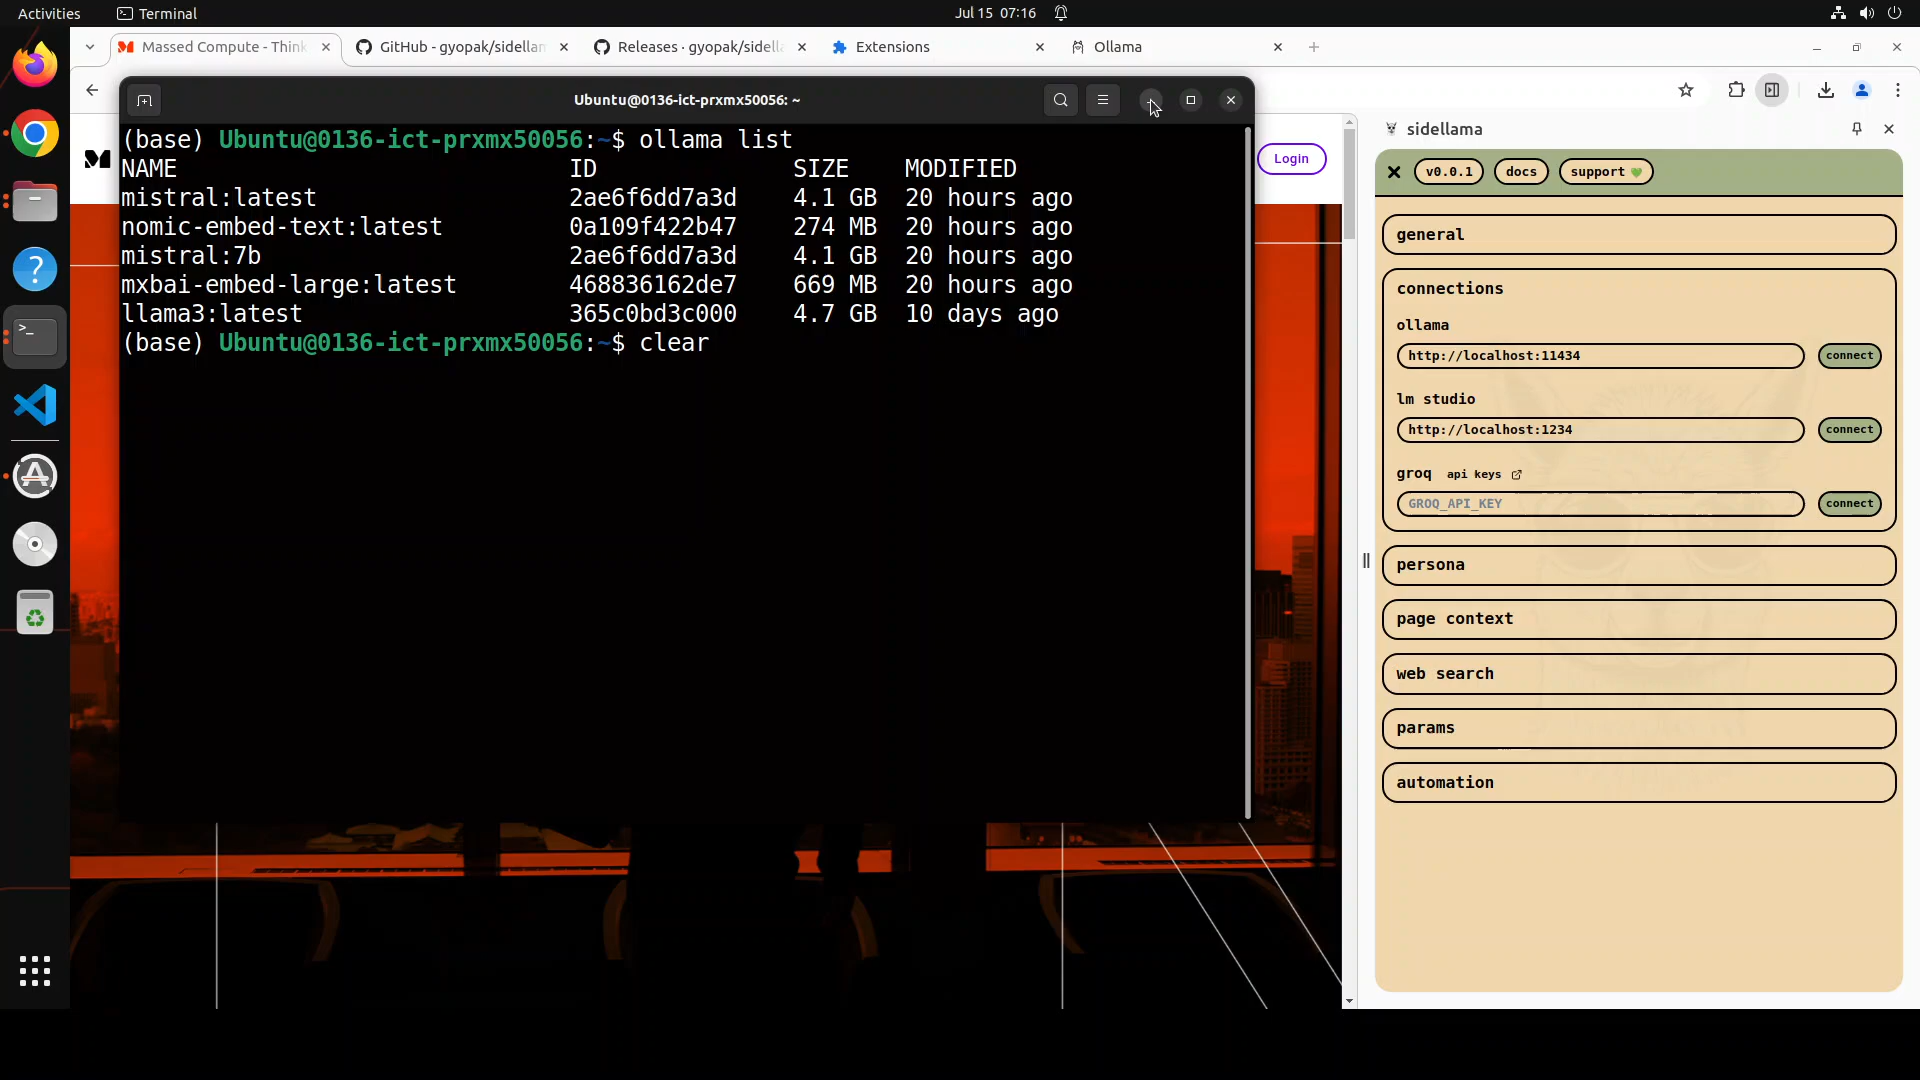 Activities
Terminal
Jul 15 07:16
Massed Compute - Think
GitHub - gyopak/sidellam
Releases · gyopak/sidella
Extensions
Ollama
Ubuntu@0136-ict-prxmx50056: ~
(base) Ubuntu@0136-ict-prxmx50056:~$ ollama list
NAME ID SIZE MODIFIED
mistral:latest 2ae6f6dd7a3d 4.1 GB 20 hours ago
nomic-embed-text:latest 0a109f422b47 274 MB 20 hours ago
mistral:7b 2ae6f6dd7a3d 4.1 GB 20 hours ago
mxbai-embed-large:latest 468836162de7 669 MB 20 hours ago
llama3:latest 365c0bd3c000 4.7 GB 10 days ago
(base) Ubuntu@0136-ict-prxmx50056:~$ clear
Login
sidellama
v0.0.1
docs
support
general
connections
ollama
http://localhost:11434
connect
lm studio
http://localhost:1234
connect
groq api keys
GROQ_API_KEY
connect
persona
page context
web search
params
automation